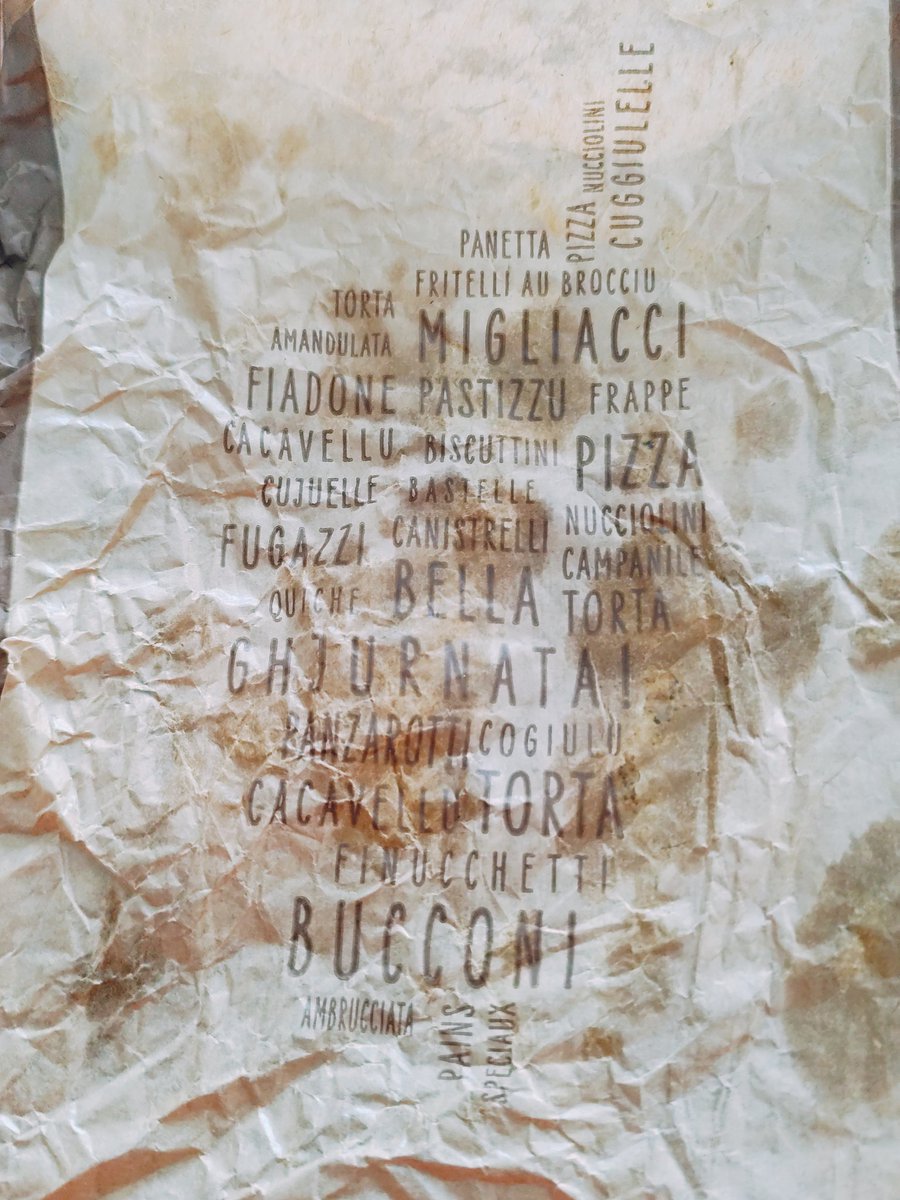 CUGGIULELLE
PIZZA NUCCIOLINI
PANETTA
FRITELLI AU BROCCIU
TORTA
AMANDULATA
MIGLIACCI
FIADONE PASTIZZU FRAPPE
CACAVELLU BISCUTTINI PIZZA
CUJUELLE BASTELLE
FUGAZZI CANISTRELLI NUCCIOLINI
CAMPANILE
QUICHE BELLA TORTA
GHJURNATA!
PANZAROTTI COGIULU
CACAVELLU TORTA
FINUCCHETTI
BUCCONI
AMBRUCCIATA
PAINS
SPECIAUX